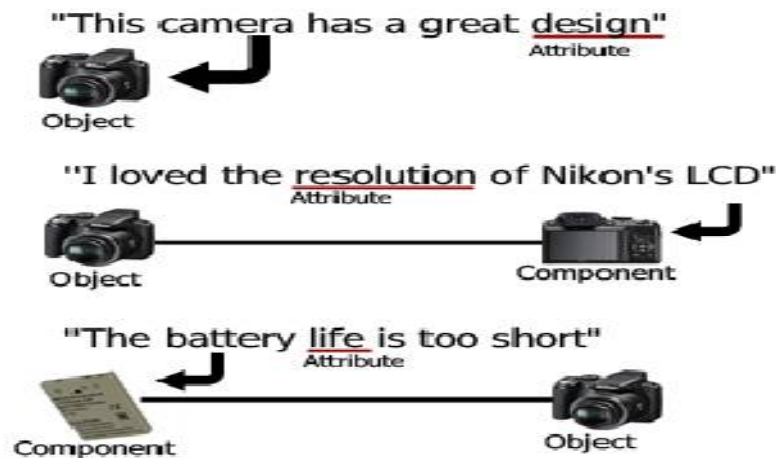 "This camera has a great design"
Attribute
Object
"I loved the resolution of Nikon's LCD"
Attribute
Object
Component
"The battery life is too short"
Attribute
Component
Object